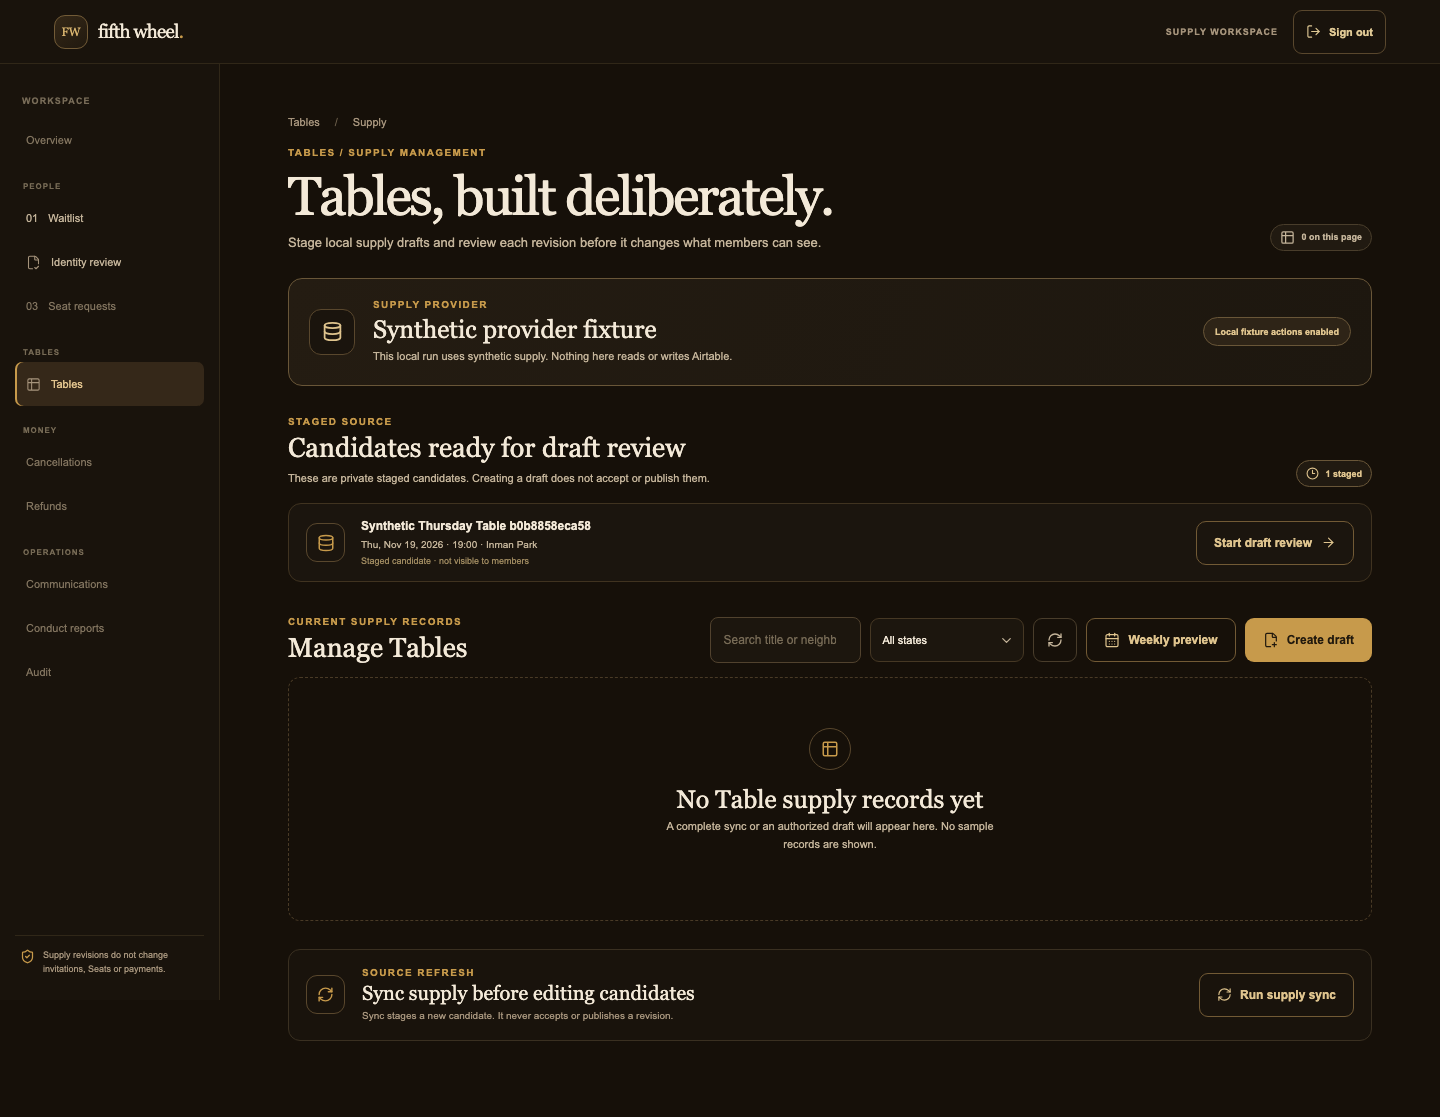 FW
fifth wheel.
SUPPLY WORKSPACE
Sign out
WORKSPACE
Overview
PEOPLE
01 Waitlist
Identity review
03 Seat requests
TABLES
Tables
MONEY
Cancellations
Refunds
OPERATIONS
Communications
Conduct reports
Audit
Supply revisions do not change
invitations, Seats or payments.
Tables / Supply
TABLES / SUPPLY MANAGEMENT
Tables, built deliberately.
Stage local supply drafts and review each revision before it changes what members can see.
0 on this page
SUPPLY PROVIDER
Synthetic provider fixture
This local run uses synthetic supply. Nothing here reads or writes Airtable.
Local fixture actions enabled
STAGED SOURCE
Candidates ready for draft review
These are private staged candidates. Creating a draft does not accept or publish them.
1 staged
Synthetic Thursday Table b0b8858eca58
Thu, Nov 19, 2026 · 19:00 · Inman Park
Staged candidate · not visible to members
Start draft review
CURRENT SUPPLY RECORDS
Manage Tables
Search title or neighb
All states
Weekly preview
Create draft
No Table supply records yet
A complete sync or an authorized draft will appear here. No sample
records are shown.
SOURCE REFRESH
Sync supply before editing candidates
Sync stages a new candidate. It never accepts or publishes a revision.
Run supply sync